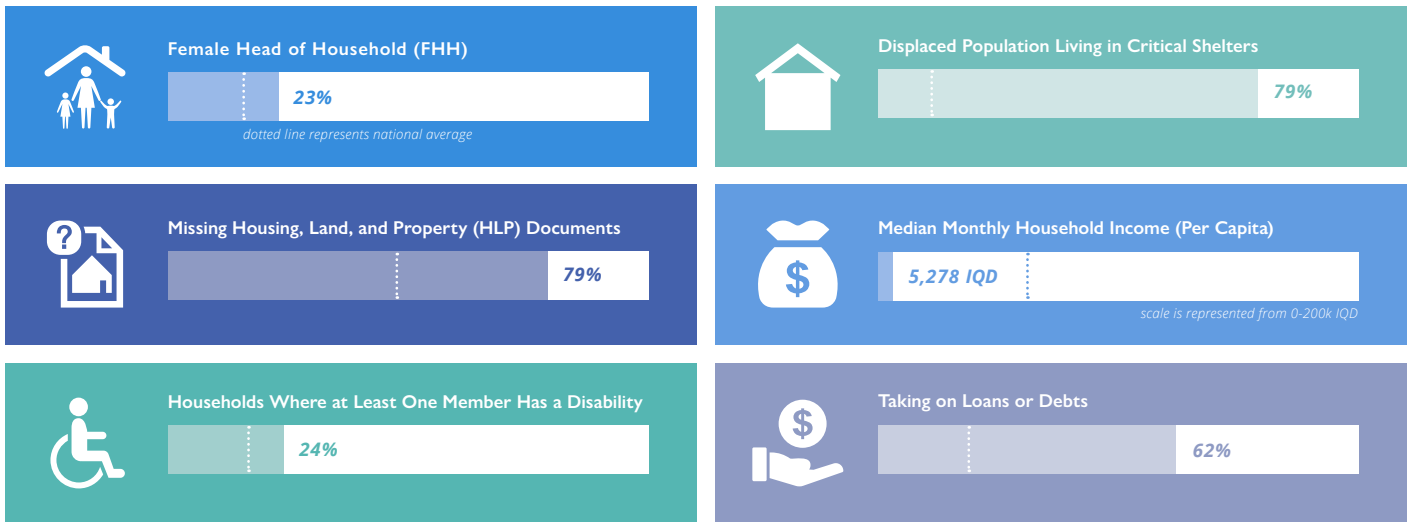 Female Head of Household (FHH)
23%
dotted line represents national average
Displaced Population Living in Critical Shelters
79%
Missing Housing, Land, and Property (HLP) Documents
?
79%
Median Monthly Household Income (Per Capita)
$
5,278 IQD
scale is represented from 0-200k IQD
Households Where at Least One Member Has a Disability
24%
Taking on Loans or Debts
$
62%